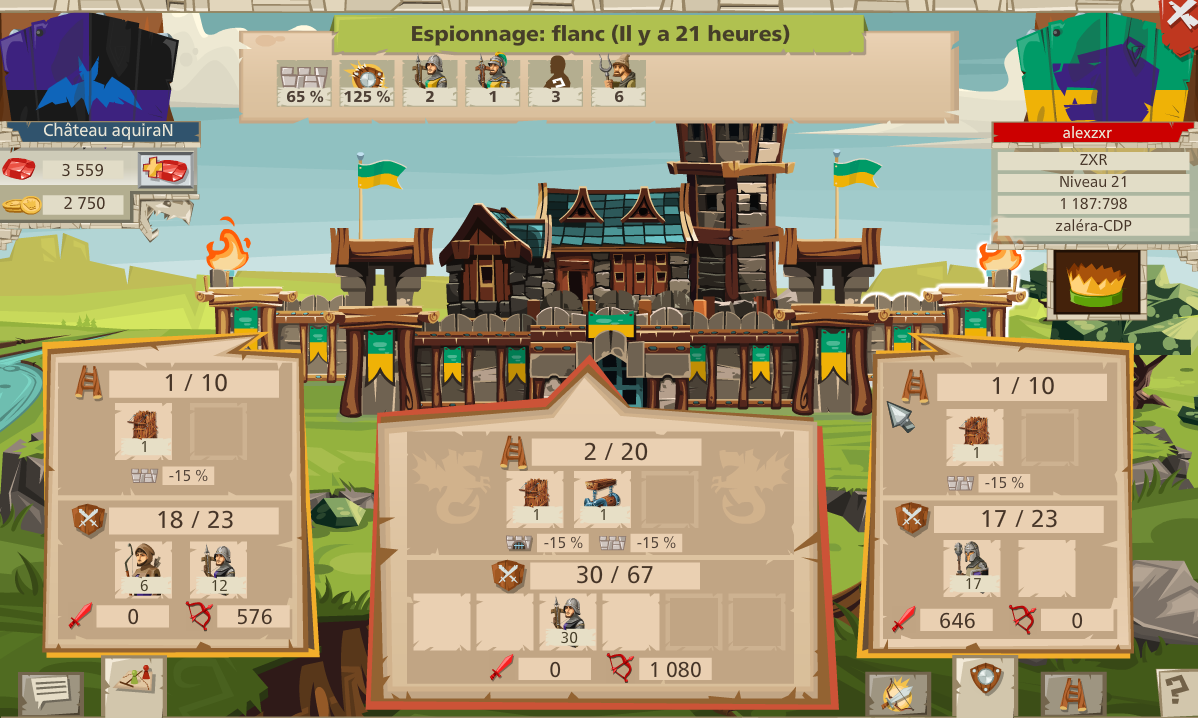 Espionnage: flanc (Il y a 21 heures)
65 %
125 %
2
1
3
6
Château aquiraN
3 559
2 750
alexzxr
ZXR
Niveau 21
1 187:798
zaléra-CDP
1 / 10
1
-15 %
18 / 23
6
12
0
576
2 / 20
1
1
-15 %
-15 %
30 / 67
30
0
1 080
1 / 10
1
-15 %
17 / 23
17
646
0
?